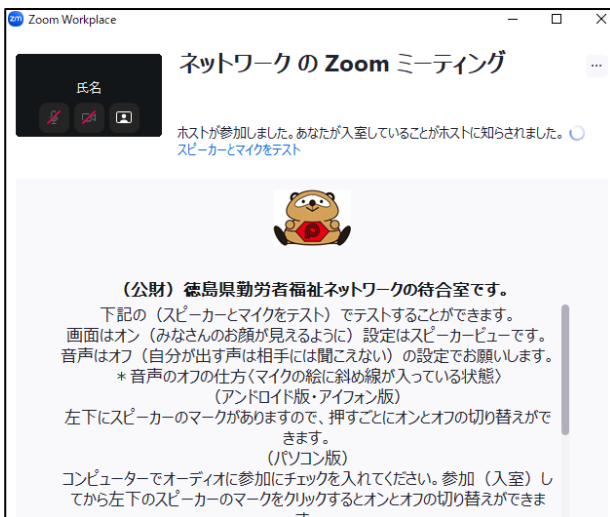 zm Zoom Workplace
氏名
ネットワーク の Zoom ミーティング
ホストが参加しました。あなたが入室していることがホストに知らされました。
スピーカーとマイクをテスト
（公財）徳島県勤労者福祉ネットワークの待合室です。
下記の（スピーカーとマイクをテスト）でテストすることができます。
画面はオン（みなさんのお顔が見えるように）設定はスピーカービューです。
音声はオフ（自分が出す声は相手には聞こえない）の設定でお願いします。
＊音声のオフの仕方〈マイクの絵に斜め線が入っている状態〉
（アンドロイド版・アイフォン版）
左下にスピーカーのマークがありますので、押すごとにオンとオフの切り替えがで
きます。
（パソコン版）
コンピューターでオーディオに参加にチェックを入れてください。参加（入室）し
てから左下のスピーカーのマークをクリックするとオンとオフの切り替えができま
す。